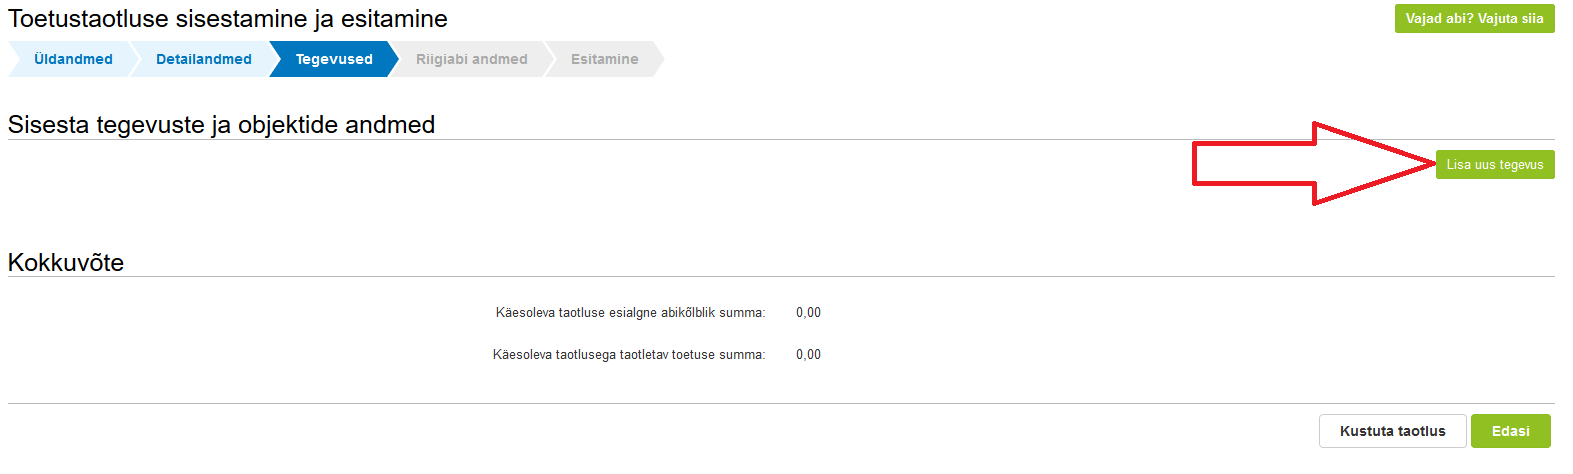 Toetustaotluse sisestamine ja esitamine
Vajad abi? Vajuta siia
Üldandmed Detailandmed Tegevused Riigiabi andmed Esitamine
Sisesta tegevuste ja objektide andmed
Lisa uus tegevus
Kokkuvõte
Käesoleva taotluse esialgne abikõlblik summa: 0,00
Käesoleva taotlusega taotletav toetuse summa: 0,00
Kustuta taotlus Edasi